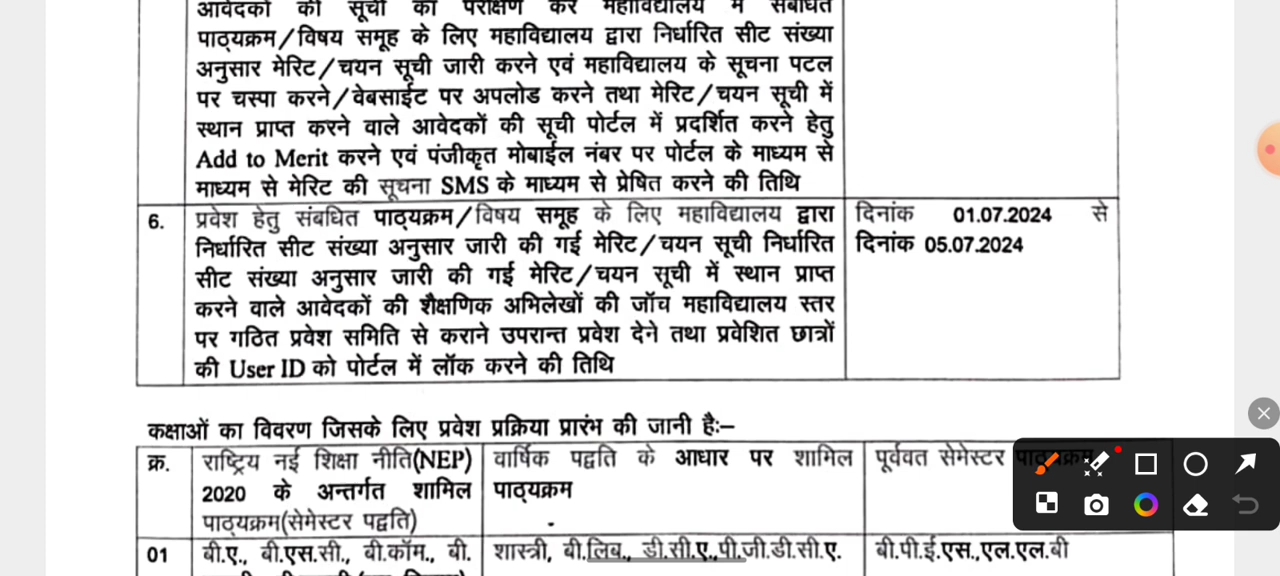 आवेदकों की सूची का परीक्षण कर महाविद्यालय में संबंधित
पाठ्यक्रम/विषय समूह के लिए महाविद्यालय द्वारा निर्धारित सीट संख्या
अनुसार मेरिट/चयन सूची जारी करने एवं महाविद्यालय के सूचना पटल
पर चस्पा करने/वेबसाईट पर अपलोड करने तथा मेरिट/चयन सूची में
स्थान प्राप्त करने वाले आवेदकों की सूची पोर्टल में प्रदर्शित करने हेतु
Add to Merit करने एवं पंजीकृत मोबाईल नंबर पर पोर्टल के माध्यम से
माध्यम से मेरिट की सूचना SMS के माध्यम से प्रेषित करने की तिथि
6. प्रवेश हेतु संबधित पाठ्यक्रम/विषय समूह के लिए महाविद्यालय द्वारा दिनांक 01.07.2024 से
निर्धारित सीट संख्या अनुसार जारी की गई मेरिट/चयन सूची निर्धारित दिनांक 05.07.2024
सीट संख्या अनुसार जारी की गई मेरिट/चयन सूची में स्थान प्राप्त
करने वाले आवेदकों की शैक्षणिक अभिलेखों की जॉच महाविद्यालय स्तर
पर गठित प्रवेश समिति से कराने उपरान्त प्रवेश देने तथा प्रवेशित छात्रों
की User ID को पोर्टल में लॉक करने की तिथि
कक्षाओं का विवरण जिसके लिए प्रवेश प्रक्रिया प्रारंभ की जानी है:–
क्र. राष्ट्रिय नई शिक्षा नीति(NEP) वार्षिक पद्वति के आधार पर शामिल पूर्ववत सेमेस्टर पाठ्यक्रम
2020 के अन्तर्गत शामिल पाठ्यक्रम
पाठ्यक्रम(सेमेस्टर पद्वति)
01 बी.ए., बी.एस.सी., बी.कॉम., बी. शास्त्री, बी.लिब., डी.सी.ए.,पी.जी.डी.सी.ए. बी.पी.ई.एस.,एल.एल.बी